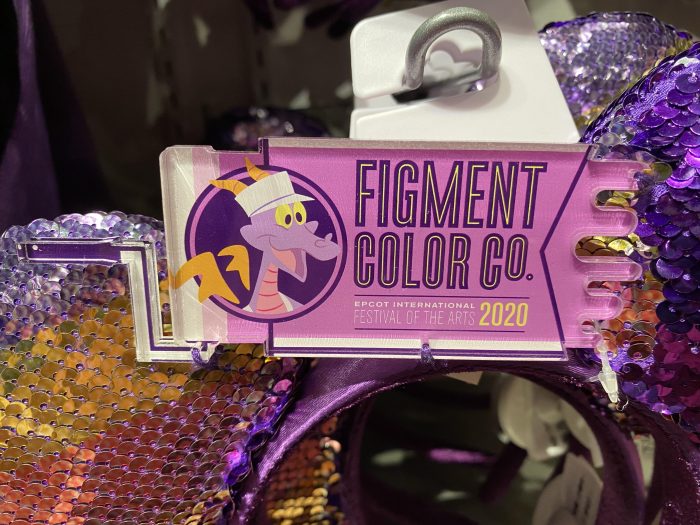 FIGMENT
COLOR CO.
EPCOT INTERNATIONAL
FESTIVAL OF THE ARTS 2020